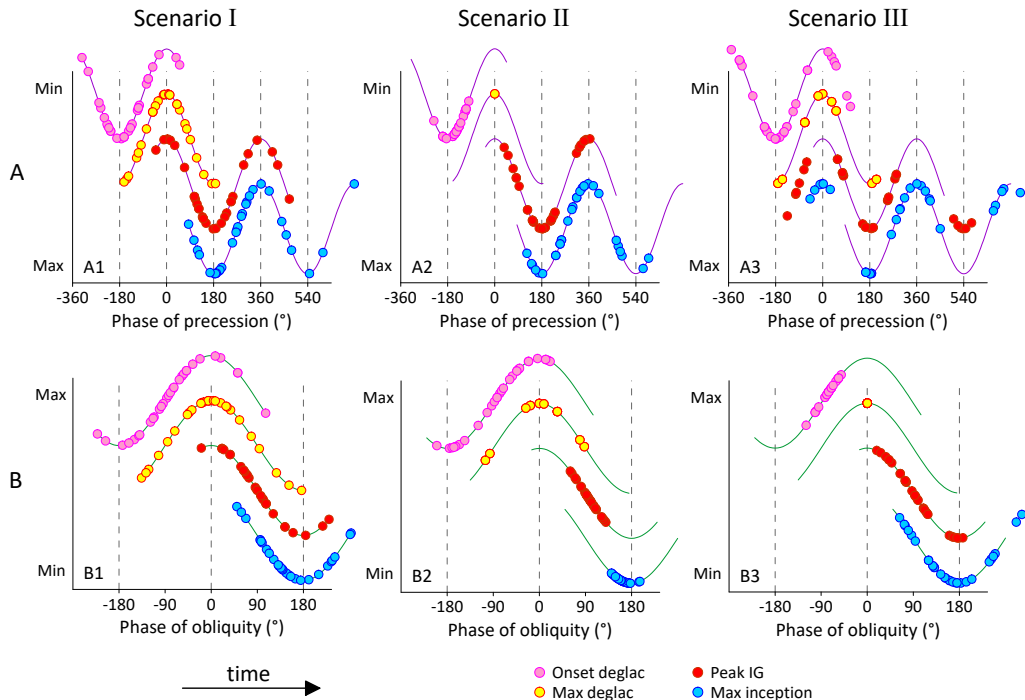 Scenario I
Scenario II
Scenario III
A
Min
Max
A1
-360 -180 0 180 360 540
Phase of precession (°)
Min
Max
A2
-360 -180 0 180 360 540
Phase of precession (°)
Min
Max
A3
-360 -180 0 180 360 540
Phase of precession (°)
B
Max
Min
B1
-180 -90 0 90 180
Phase of obliquity (°)
Max
Min
B2
-180 -90 0 90 180
Phase of obliquity (°)
Max
Min
B3
-180 -90 0 90 180
Phase of obliquity (°)
time
Onset deglac
Peak IG
Max deglac
Max inception